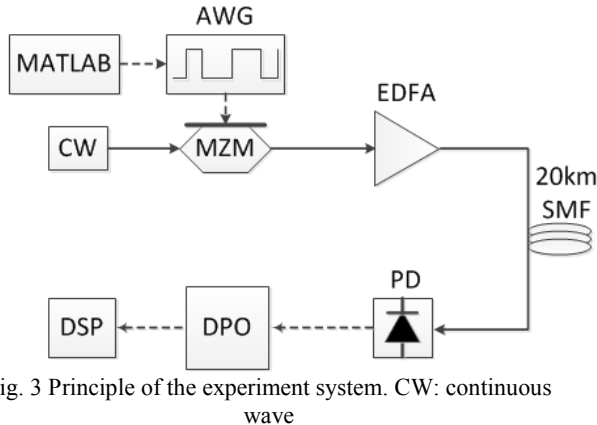 AWG
MATLAB
EDFA
CW
MZM
20km
SMF
PD
DSP
DPO
ig. 3 Principle of the experiment system. CW: continuous
wave